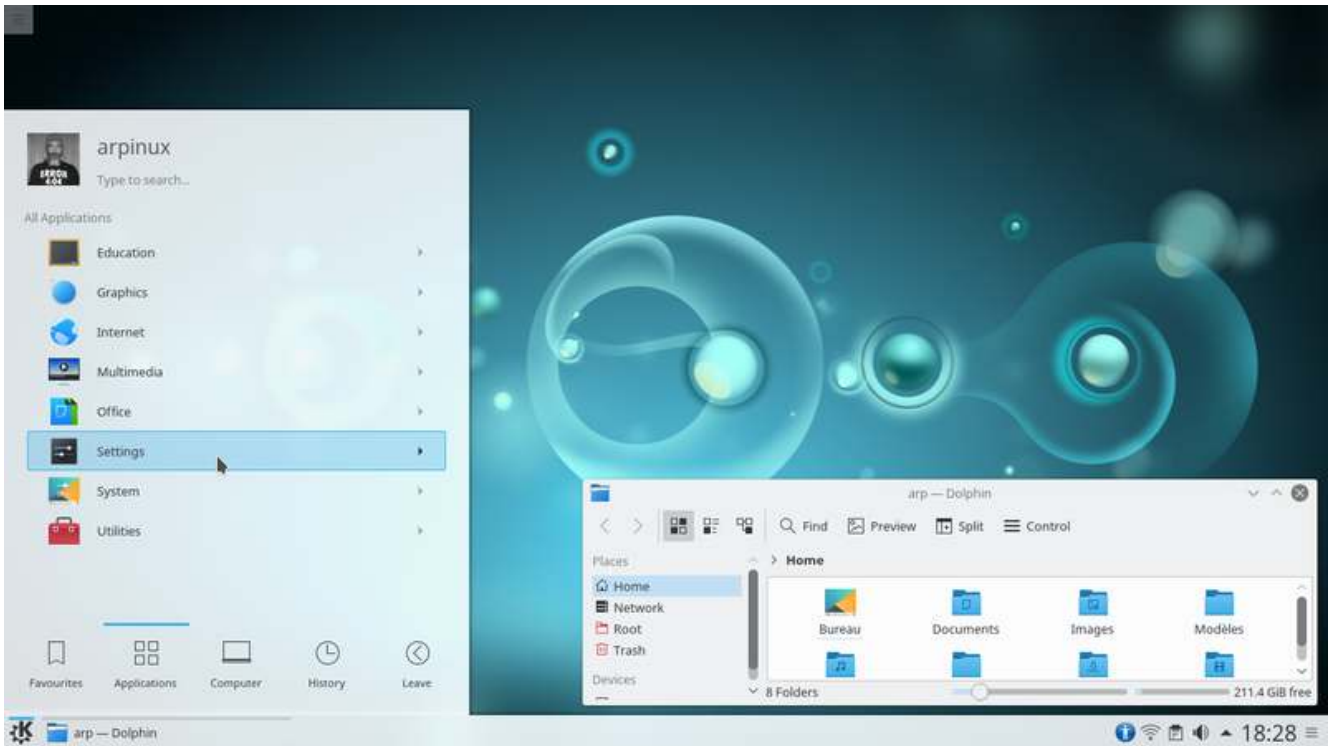 arpinux
Type to search...
All Applications
Education
Graphics
Internet
Multimedia
Office
Settings
System
Utilities
Favourites Applications Computer History Leave
arp — Dolphin
Find Preview Split Control
Places
Home
Network
Root
Trash
Devices
Home
Bureau Documents Images Modèles
8 Folders 211.4 GiB free
arp — Dolphin 18:28